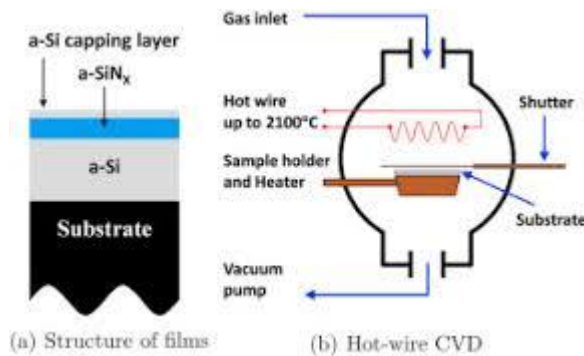 a-Si capping layer
a-SiNX
a-Si
Substrate
(a) Structure of films
Gas inlet
Hot wire
up to 2100°C
Shutter
Sample holder
and Heater
Substrate
Vacuum
pump
(b) Hot-wire CVD